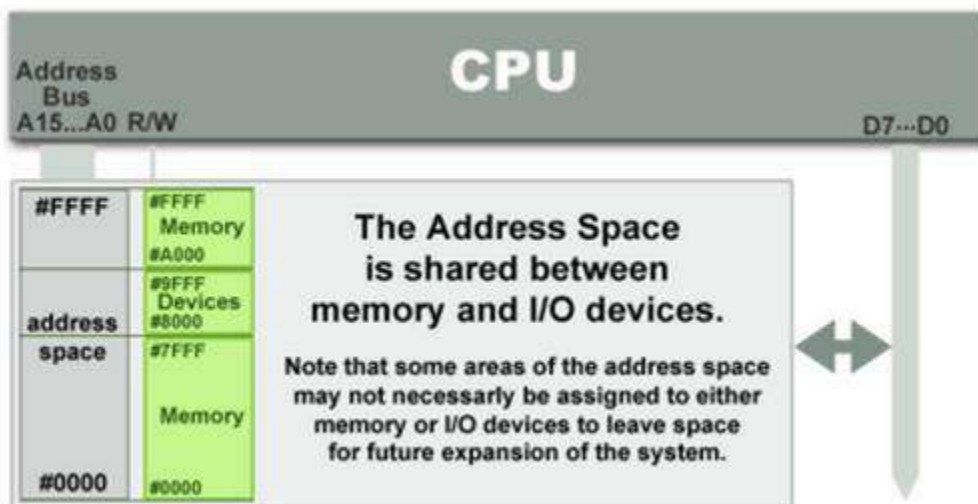 CPU
Address
Bus
A15...A0 R/W
D7...D0
#FFFF
address
space
#0000
#FFFF
Memory
#A000
#9FFF
Devices
#8000
#7FFF
Memory
#0000
The Address Space
is shared between
memory and I/O devices.
Note that some areas of the address space
may not necessarly be assigned to either
memory or I/O devices to leave space
for future expansion of the system.